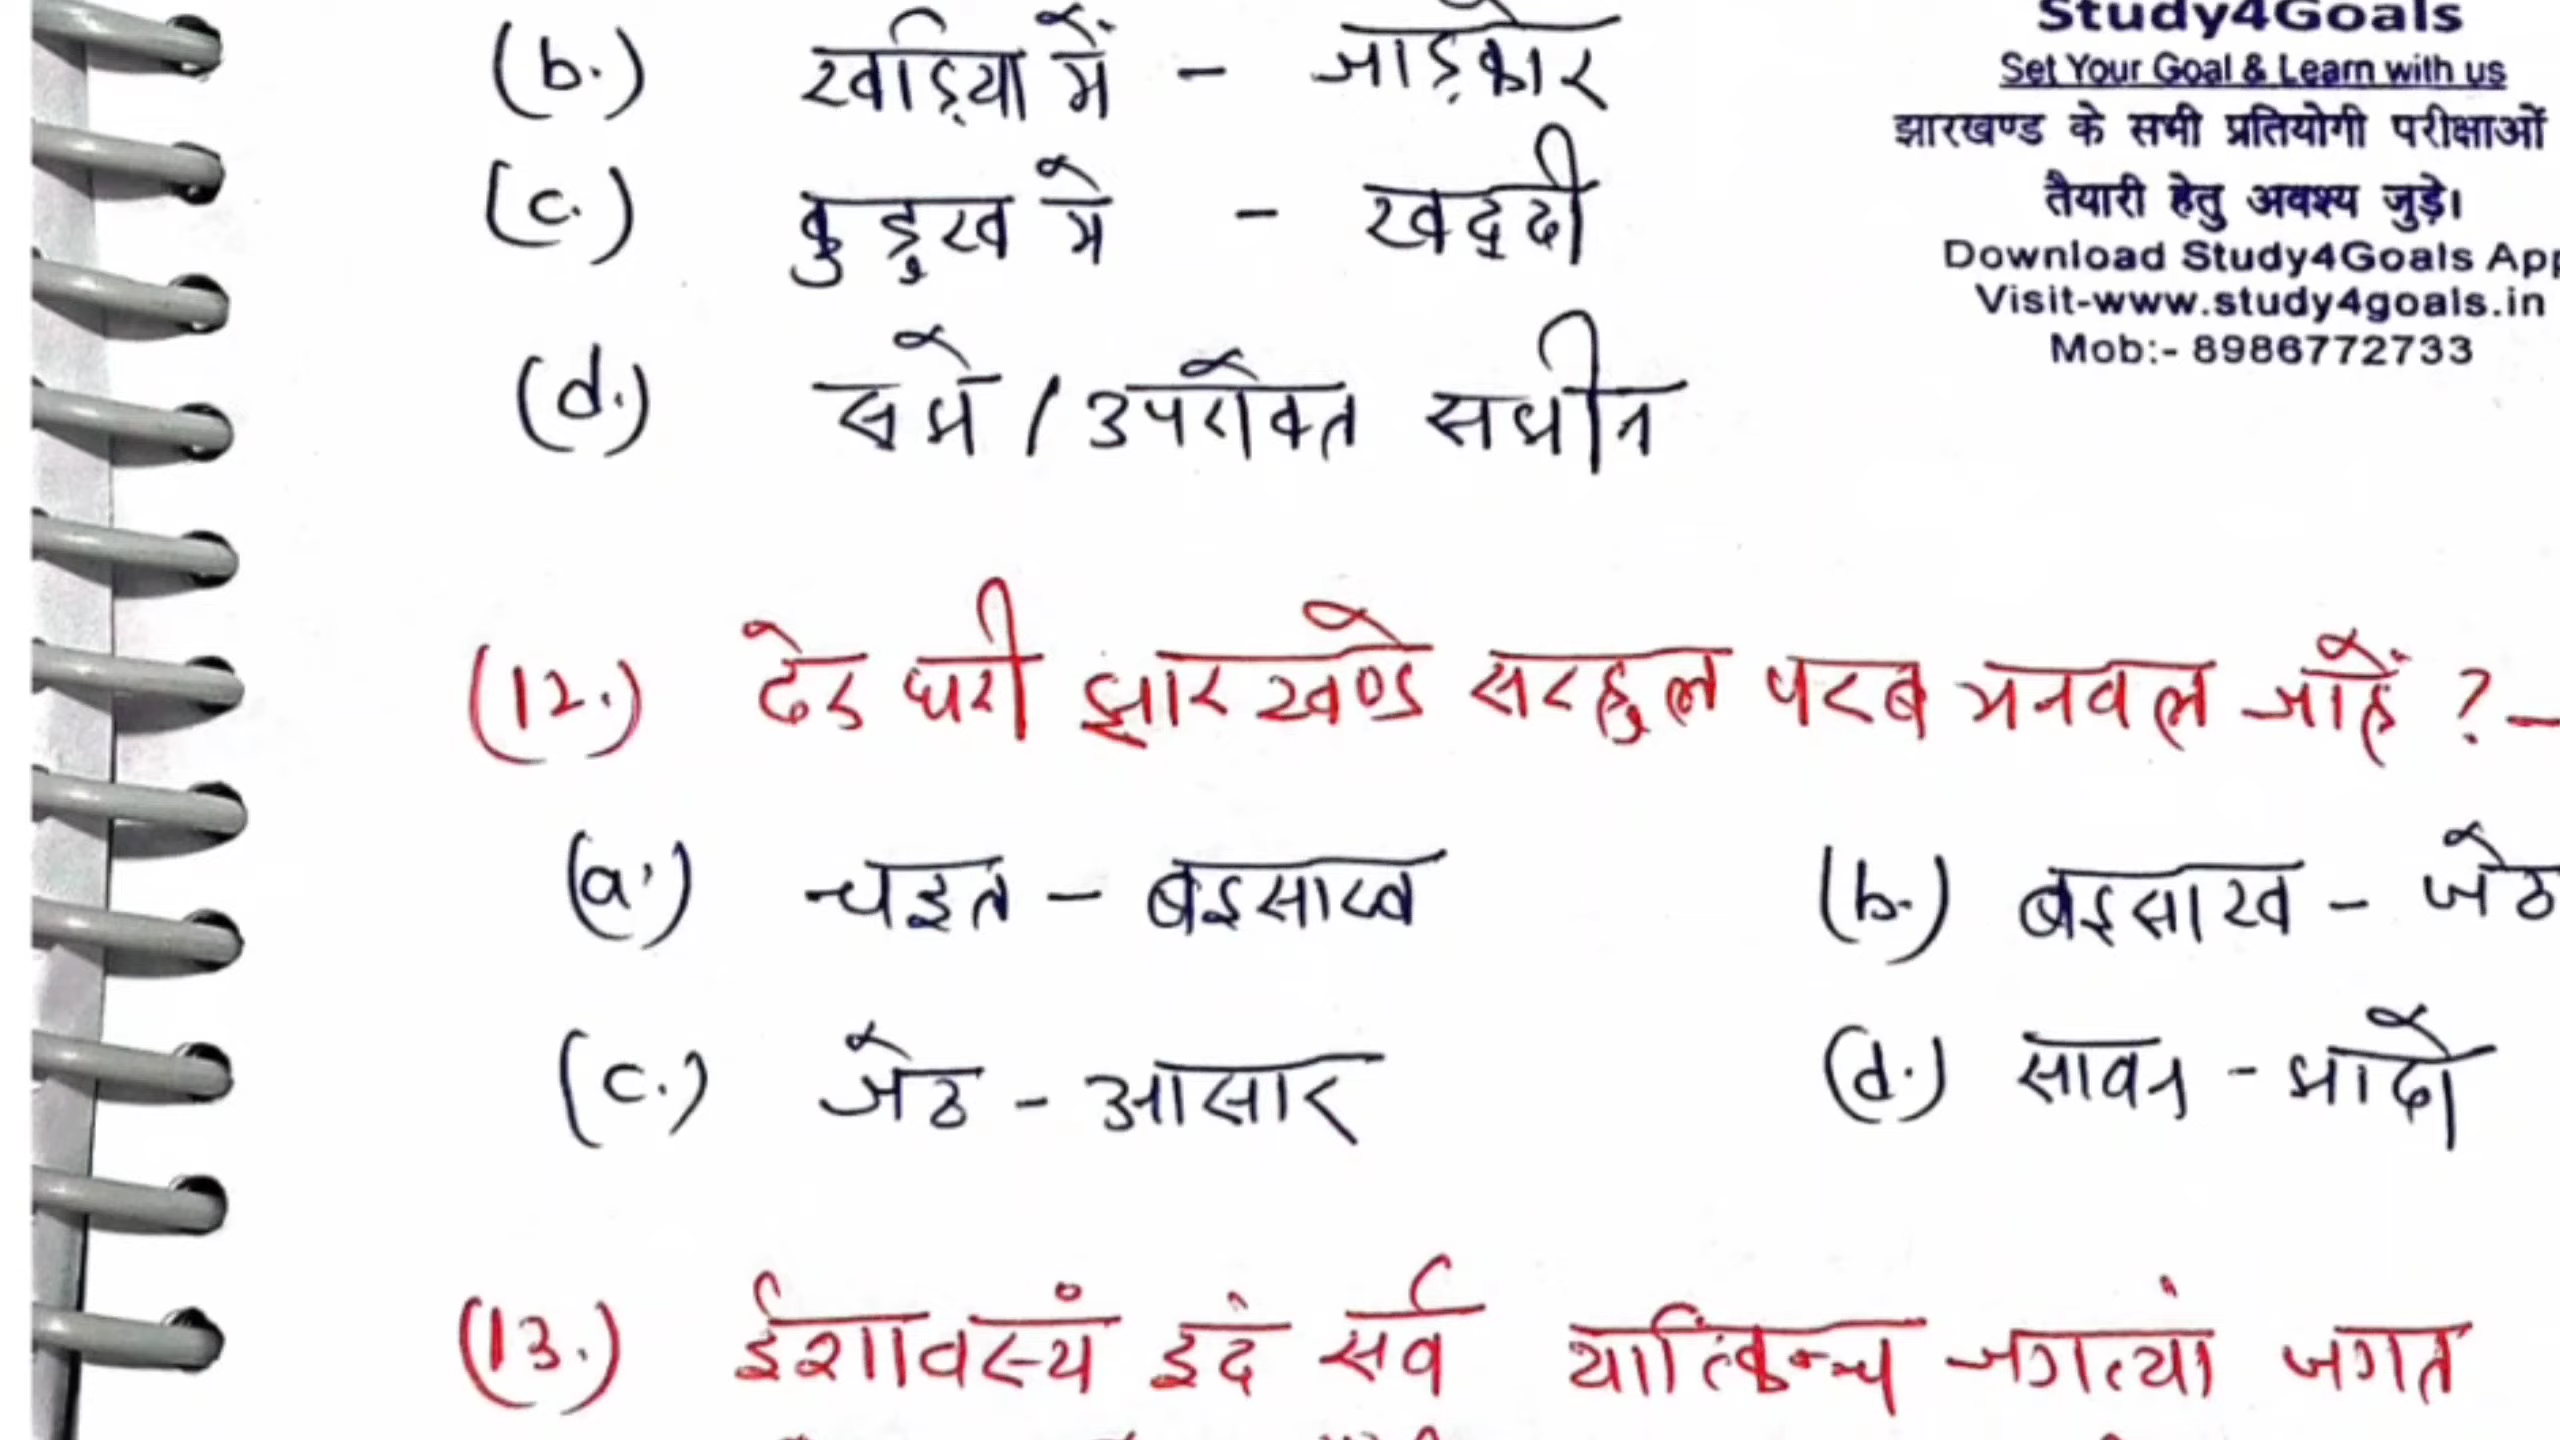 (b.) खड़िया में - जाड़कोर
Study4Goals
Set Your Goal & Learn with us
झारखण्ड के सभी प्रतियोगी परीक्षाओं
तैयारी हेतु अवश्य जुड़े।
Download Study4Goals App
Visit-www.study4goals.in
Mob:- 8986772733
(c.) कुडुख मे - खद्दी
(d.) सभे / उपरोक्त सभीन
(12.) ढेइर घरी झारखण्डे सरहुल परब मनवल जाहे ? -
(a.) चइत - बइसाख
(b.) बइसाख - जेठ
(c.) जेठ - आसार
(d.) सावन - भादो
(13.) ईशावस्यं इदं सर्व यात्किन्च जगत्यां जगत